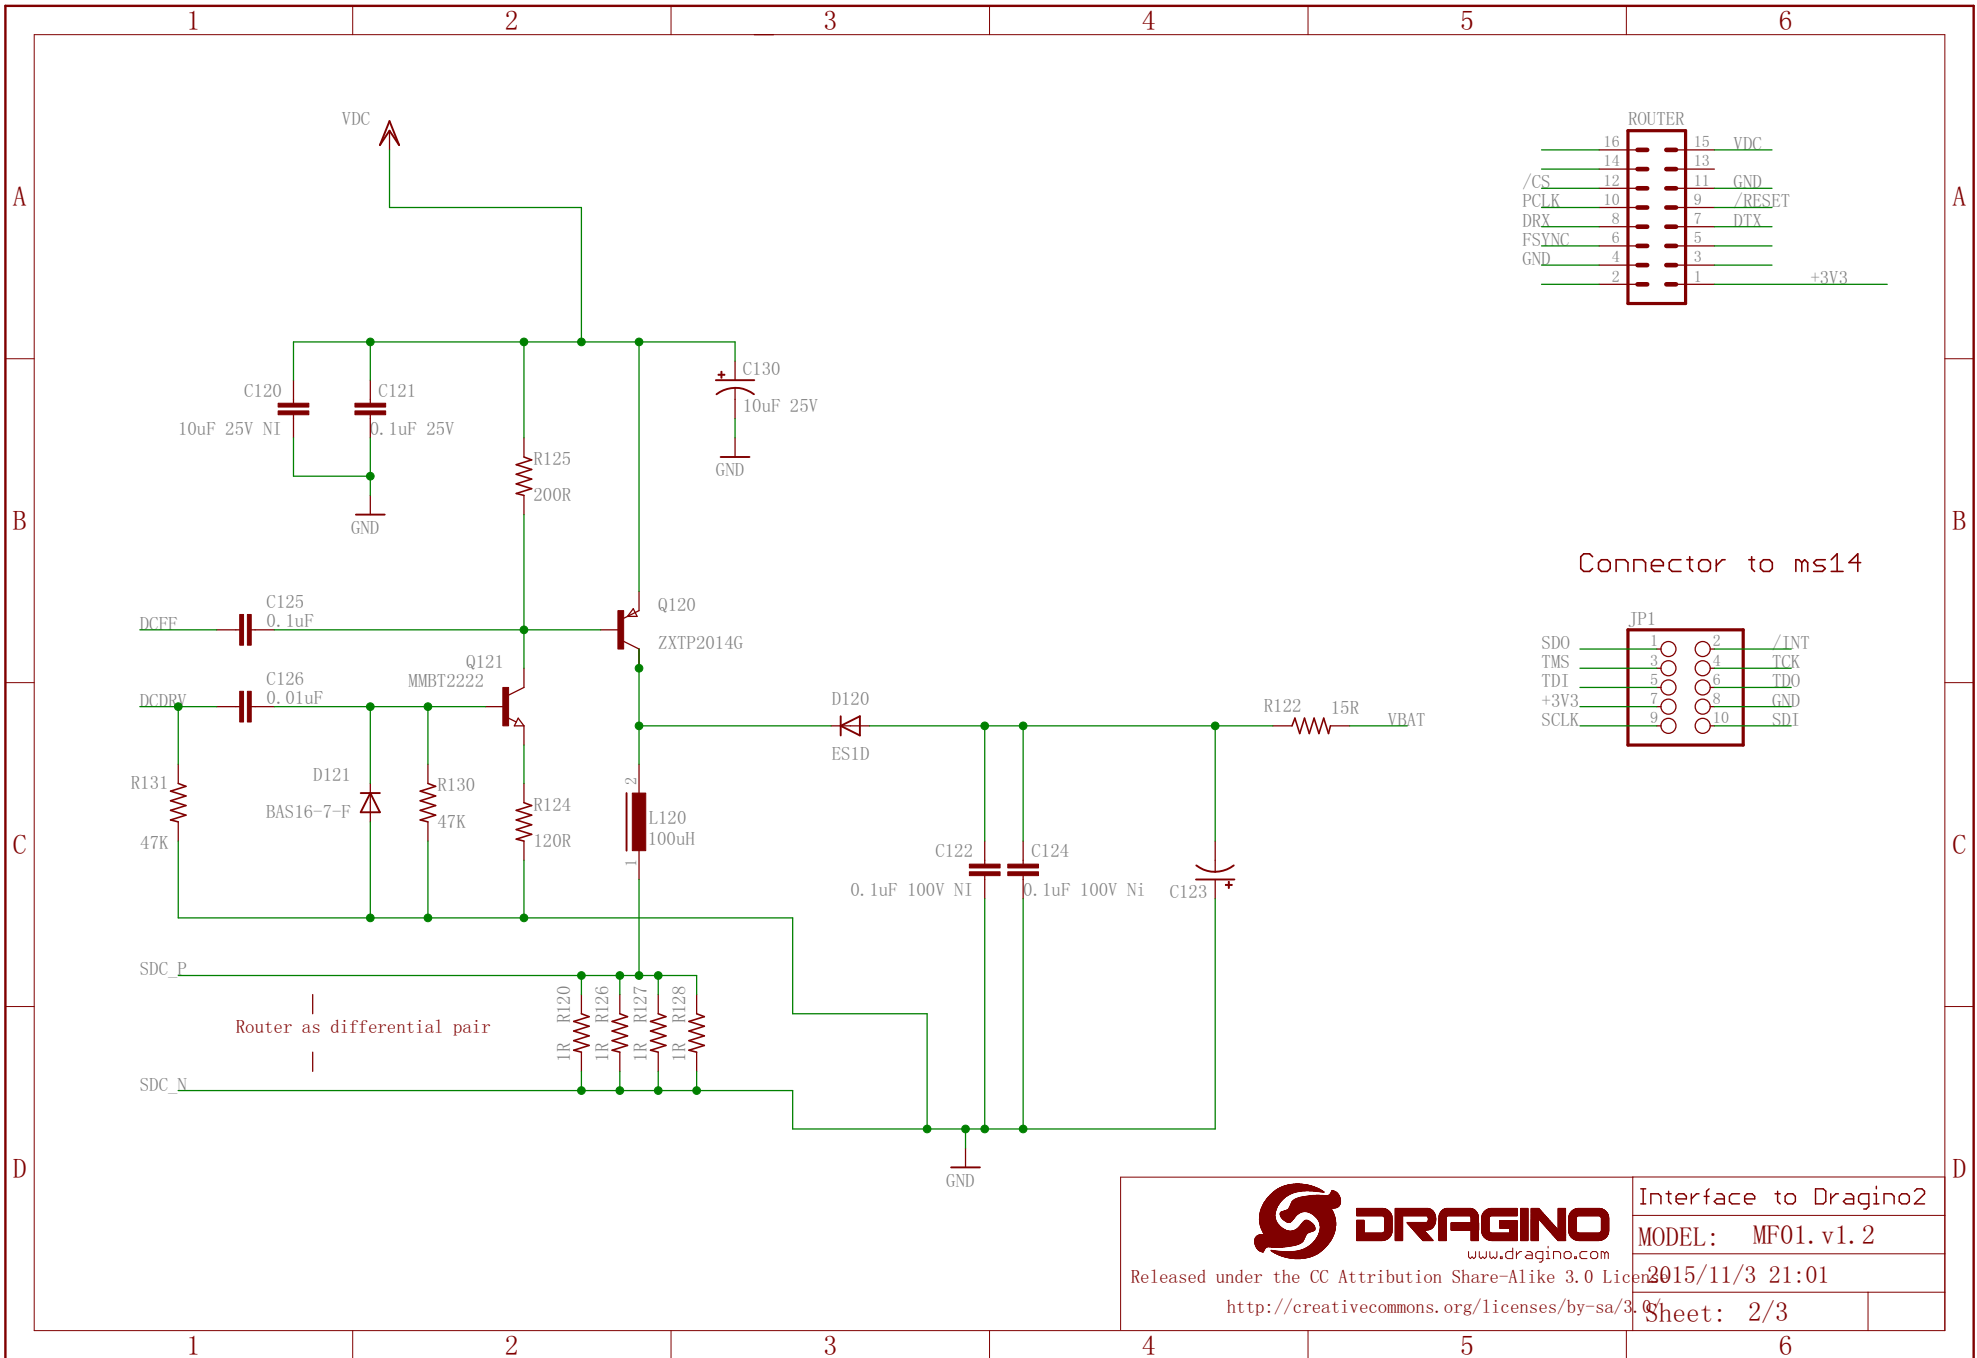 1 2 3 4 5 6
A A
B B
C C
D D
VDC
C120
10uF 25V NI
C121
0.1uF 25V
GND
C130
10uF 25V
GND
R125
200R
DCFF
C125
0.1uF
Q120
ZXTP2014G
Q121
MMBT2222
DCDRV
C126
0.01uF
R131
47K
D121
BAS16-7-F
R130
47K
R124
120R
2
L120
100uH
1
D120
ES1D
R122 15R
VBAT
C122
0.1uF 100V NI
C124
0.1uF 100V Ni
C123
SDC_P
Router as differential pair
SDC_N
1R R120
1R R126
1R R127
1R R128
GND
ROUTER
16 15 VDC
14 13
/CS 12 11 GND
PCLK 10 9 /RESET
DRX 8 7 DTX
FSYNC 6 5
GND 4 3
2 1 +3V3
Connector to ms14
JP1
SDO 1 2 /INT
TMS 3 4 TCK
TDI 5 6 TDO
+3V3 7 8 GND
SCLK 9 10 SDI
DRAGINO
www.dragino.com
Released under the CC Attribution Share-Alike 3.0 License
http://creativecommons.org/licenses/by-sa/3.0/
Interface to Dragino2
MODEL: MF01.v1.2
2015/11/3 21:01
Sheet: 2/3
1 2 3 4 5 6